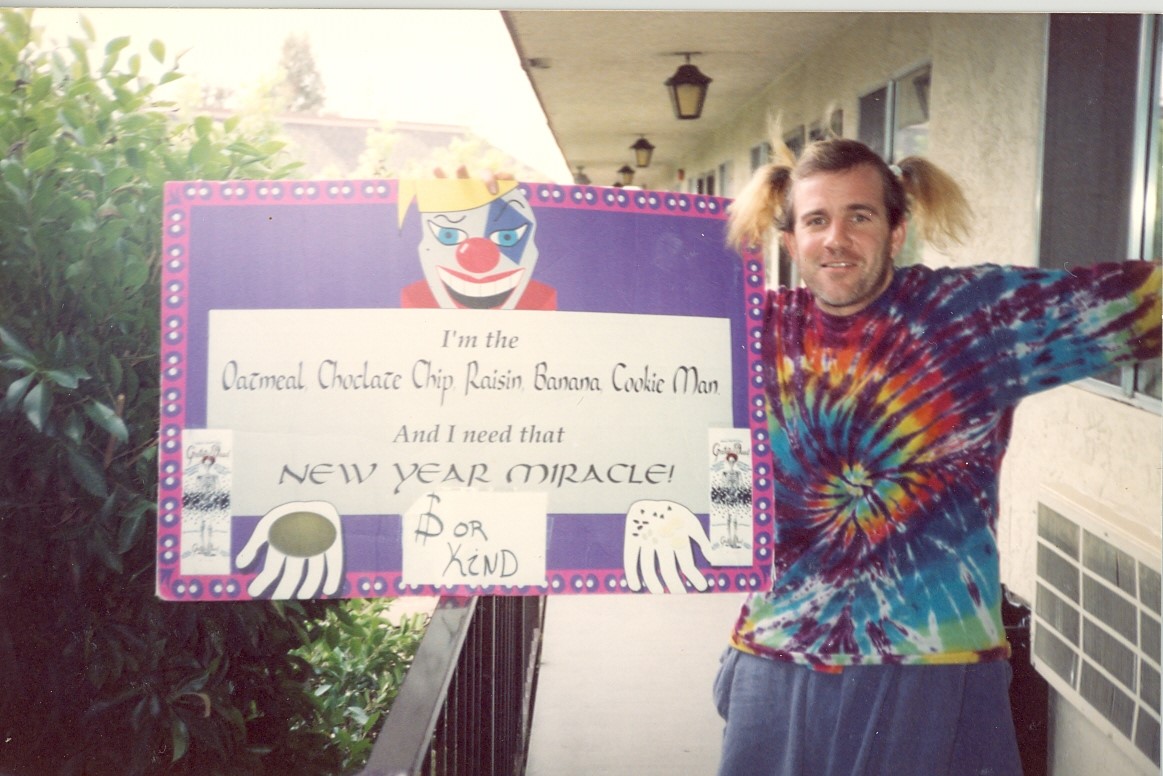 I'm the
Oatmeal, Choclate Chip, Raisin, Banana, Cookie Man,
And I need that
NEW YEAR MIRACLE!
$ OR
KIND